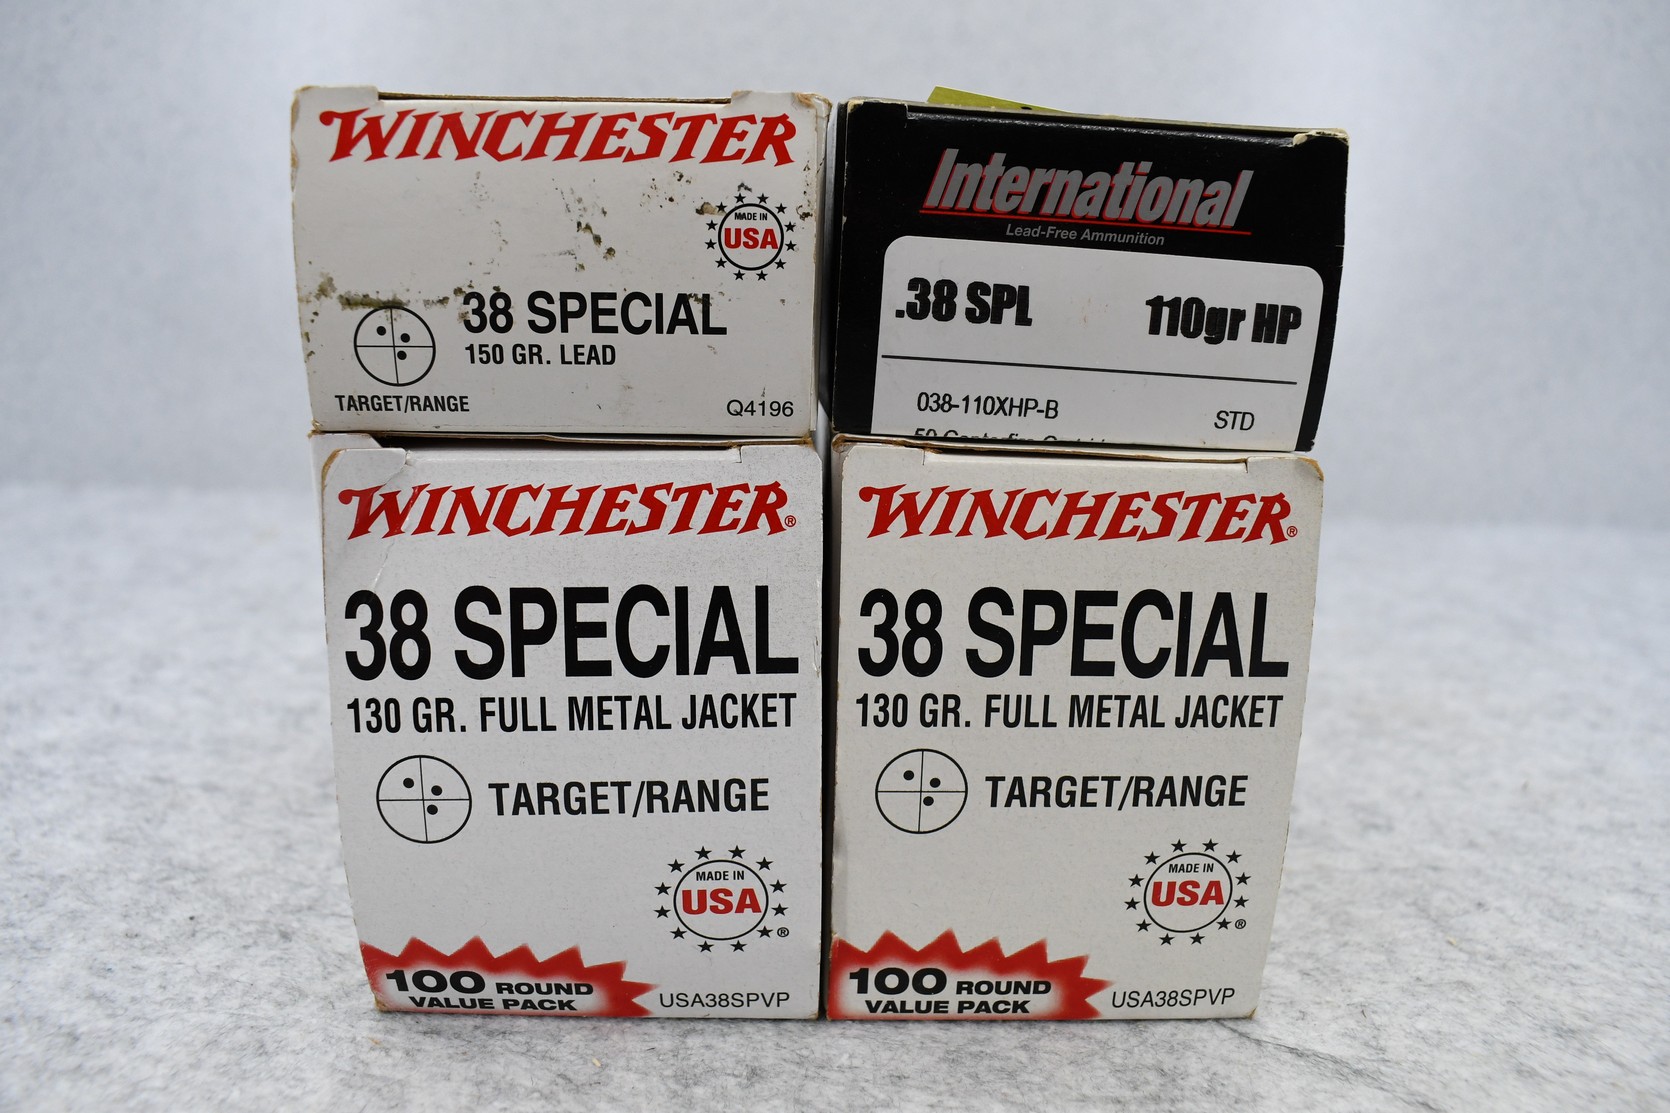 WINCHESTER
MADE IN
USA
38 SPECIAL
150 GR. LEAD
TARGET/RANGE
Q4196
International
Lead-Free Ammunition
.38 SPL 110gr HP
038-110XHP-B STD
50 Centerfire
WINCHESTER®
38 SPECIAL
130 GR. FULL METAL JACKET
TARGET/RANGE
MADE IN
USA
®
100 ROUND
VALUE PACK
USA38SPVP
WINCHESTER®
38 SPECIAL
130 GR. FULL METAL JACKET
TARGET/RANGE
MADE IN
USA
®
100 ROUND
VALUE PACK
USA38SPVP